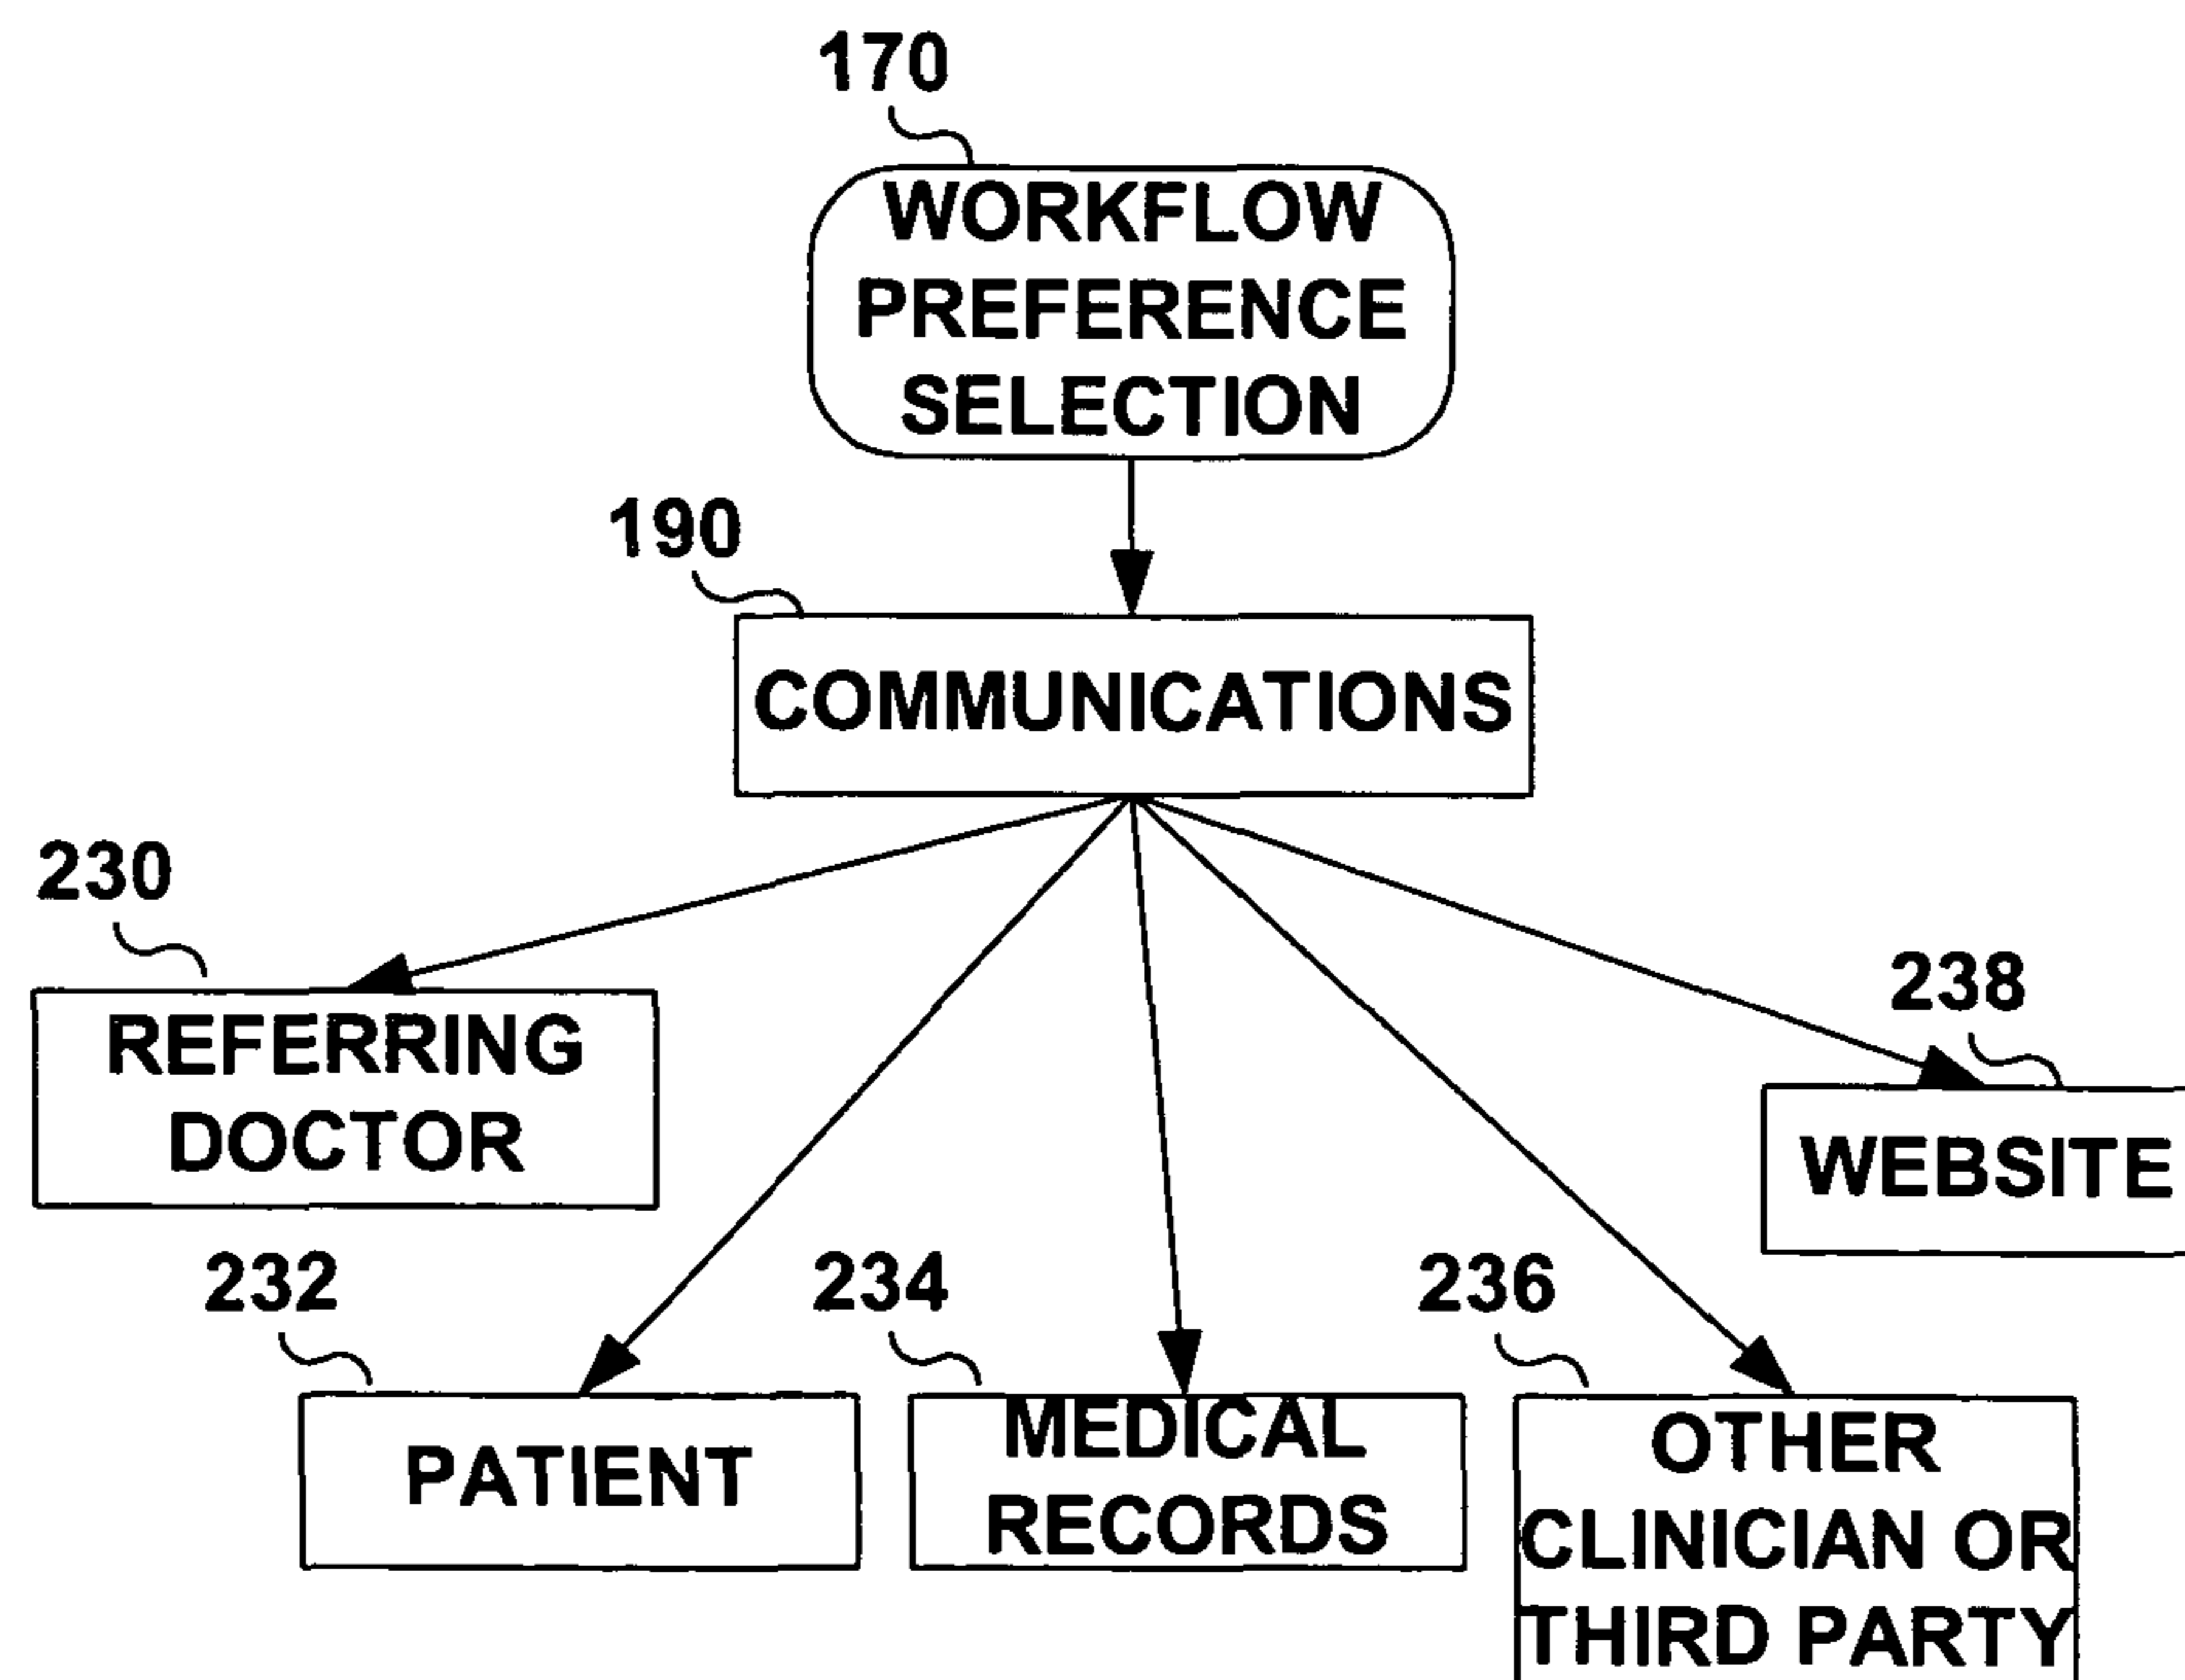 170
WORKFLOW
PREFERENCE
SELECTION
190
COMMUNICATIONS
230
REFERRING
DOCTOR
238
WEBSITE
232
PATIENT
234
MEDICAL
RECORDS
236
OTHER
CLINICIAN OR
THIRD PARTY